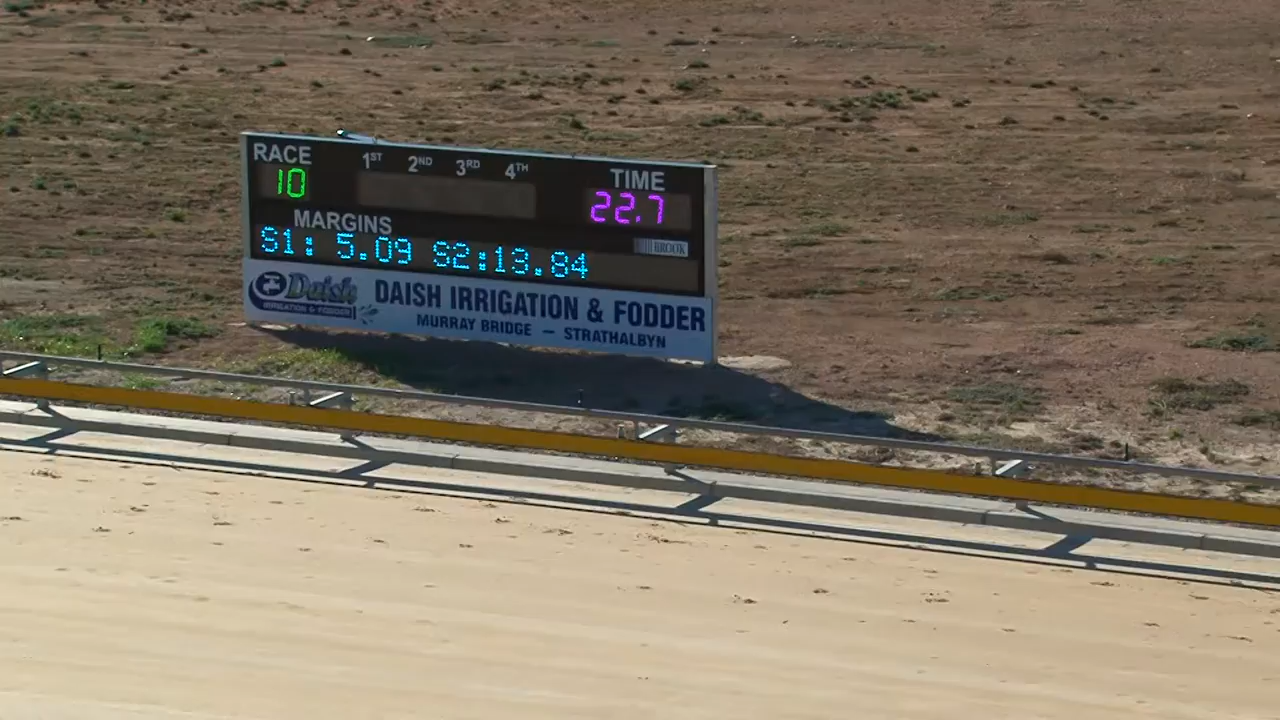 RACE 1ST 2ND 3RD 4TH TIME
10 22.7
MARGINS
BROOK
S1: 5.09 S2:13.84
Daish
IRRIGATION & FODDER
DAISH IRRIGATION & FODDER
MURRAY BRIDGE – STRATHALBYN